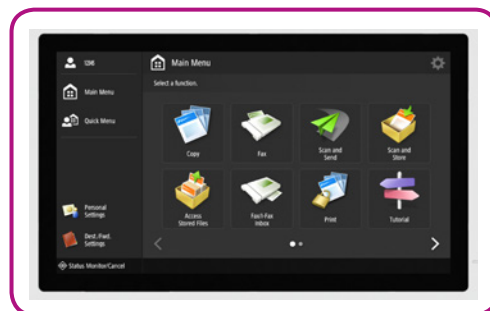 1396
Main Menu
Quick Menu
Personal
Settings
Dest./Fwd.
Settings
Status Monitor/Cancel
Main Menu
Select a function.
Copy
Fax
Scan and
Send
Scan and
Store
Access
Stored Files
Fax/I-Fax
Inbox
Print
Tutorial